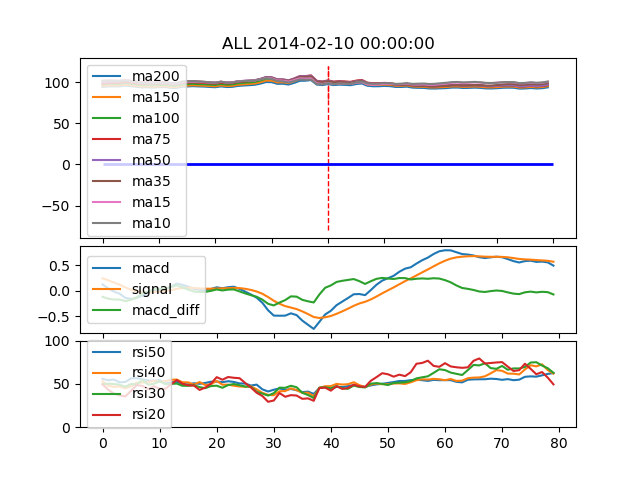 ALL 2014-02-10 00:00:00
100
50
0
−50
ma200
ma150
ma100
ma75
ma50
ma35
ma15
ma10
0.5
0.0
−0.5
macd
signal
macd_diff
100
50
0
rsi50
rsi40
rsi30
rsi20
0 10 20 30 40 50 60 70 80